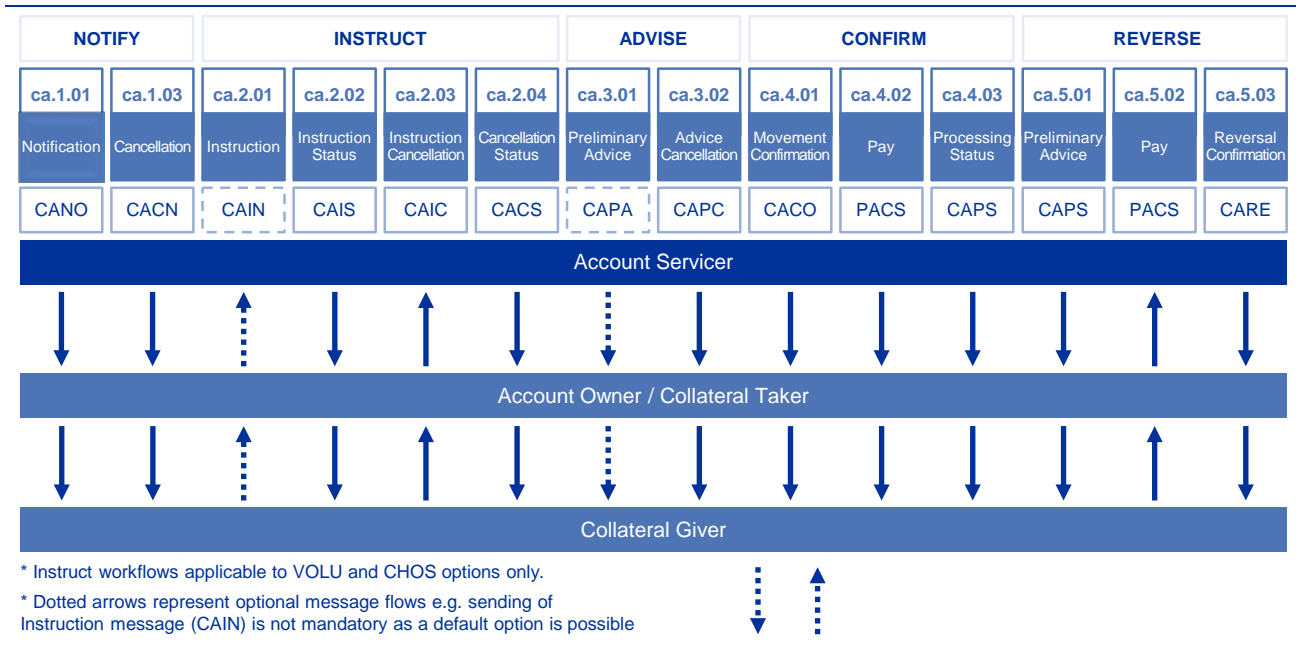 NOTIFY INSTRUCT ADVISE CONFIRM REVERSE
ca.1.01 ca.1.03 ca.2.01 ca.2.02 ca.2.03 ca.2.04 ca.3.01 ca.3.02 ca.4.01 ca.4.02 ca.4.03 ca.5.01 ca.5.02 ca.5.03
Notification Cancellation Instruction Instruction Status Instruction Cancellation Cancellation Status Preliminary Advice Advice Cancellation Movement Confirmation Pay Processing Status Preliminary Advice Pay Reversal Confirmation
CANO CACN CAIN CAIS CAIC CACS CAPA CAPC CACO PACS CAPS CAPS PACS CARE
Account Servicer
Account Owner / Collateral Taker
Collateral Giver
* Instruct workflows applicable to VOLU and CHOS options only.
* Dotted arrows represent optional message flows e.g. sending of
Instruction message (CAIN) is not mandatory as a default option is possible